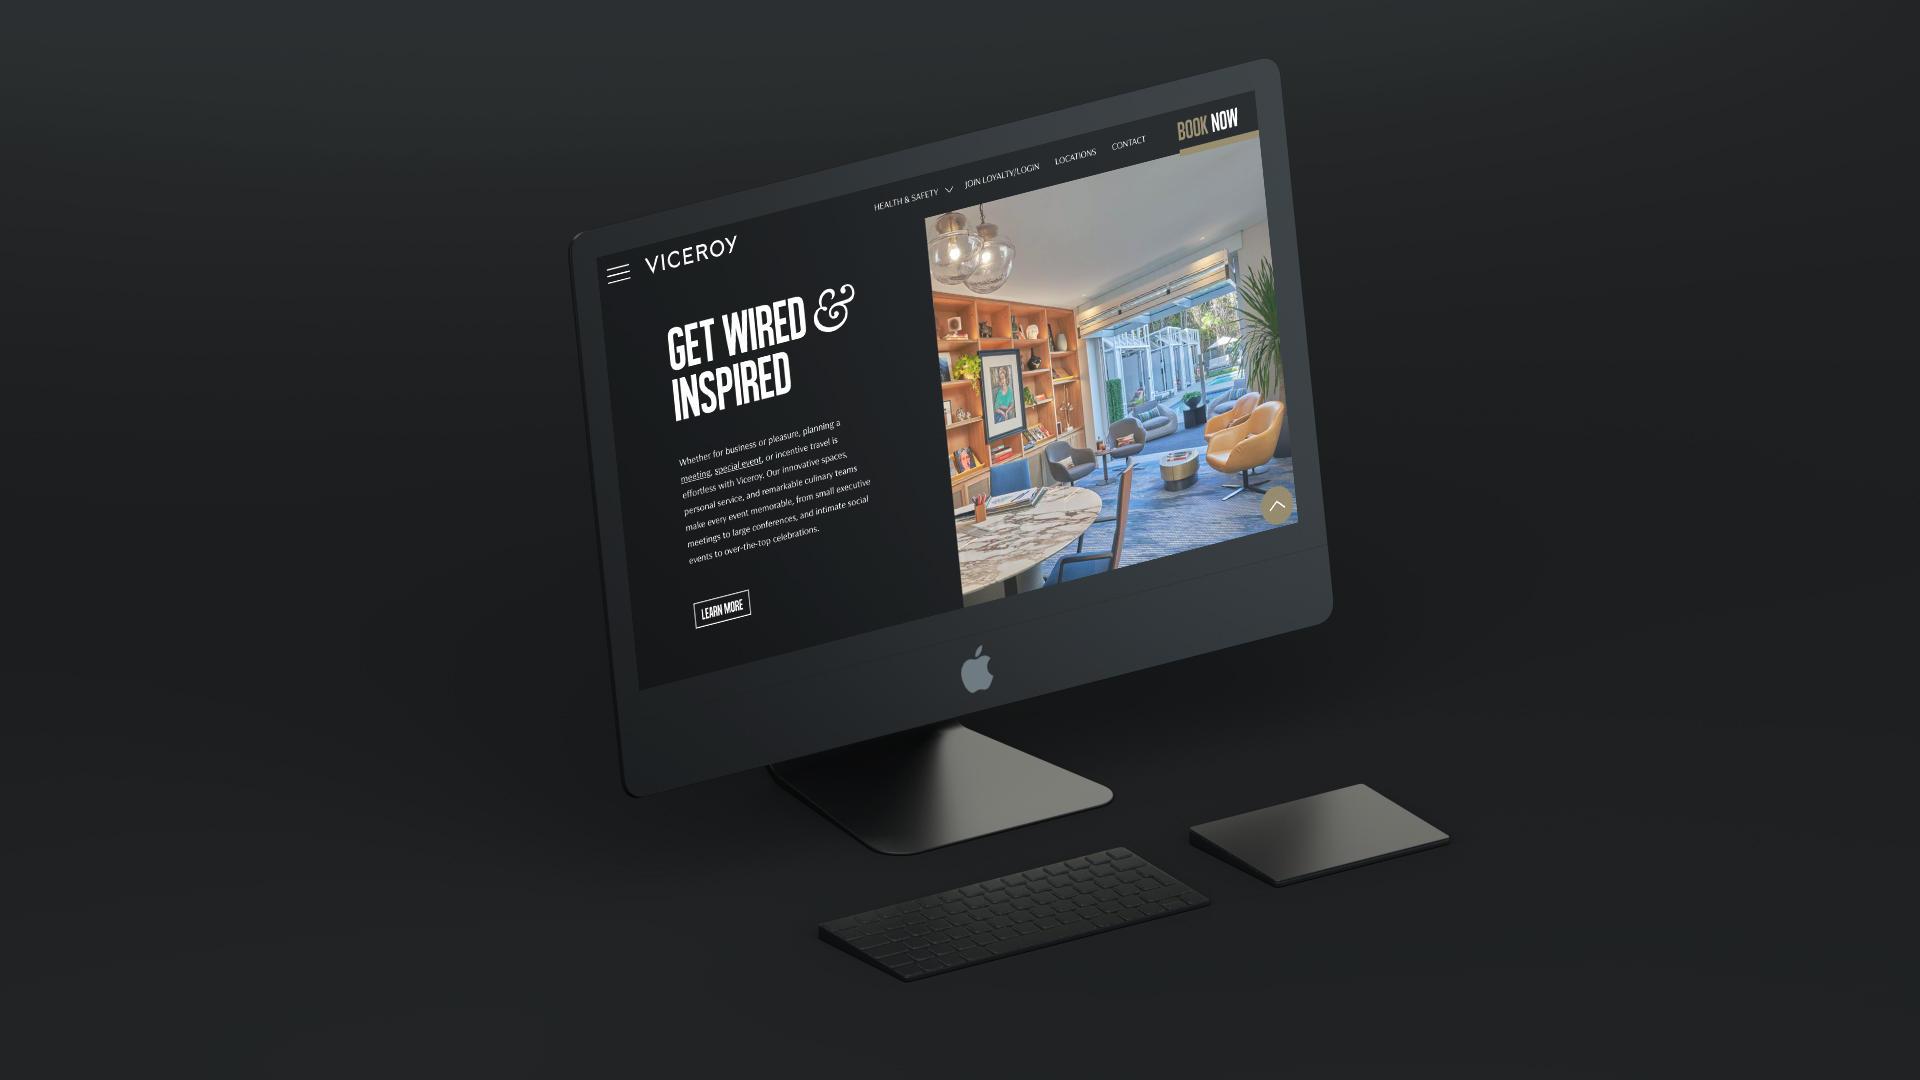 VICEROY
HEALTH & SAFETY
JOIN LOYALTY/LOGIN
LOCATIONS
CONTACT
BOOK NOW
GET WIRED &
INSPIRED
Whether for business or pleasure, planning a
meeting, special event, or incentive travel is
effortless with Viceroy. Our innovative spaces,
personal service, and remarkable culinary teams
make every event memorable, from small executive
meetings to large conferences, and intimate social
events to over-the-top celebrations.
LEARN MORE